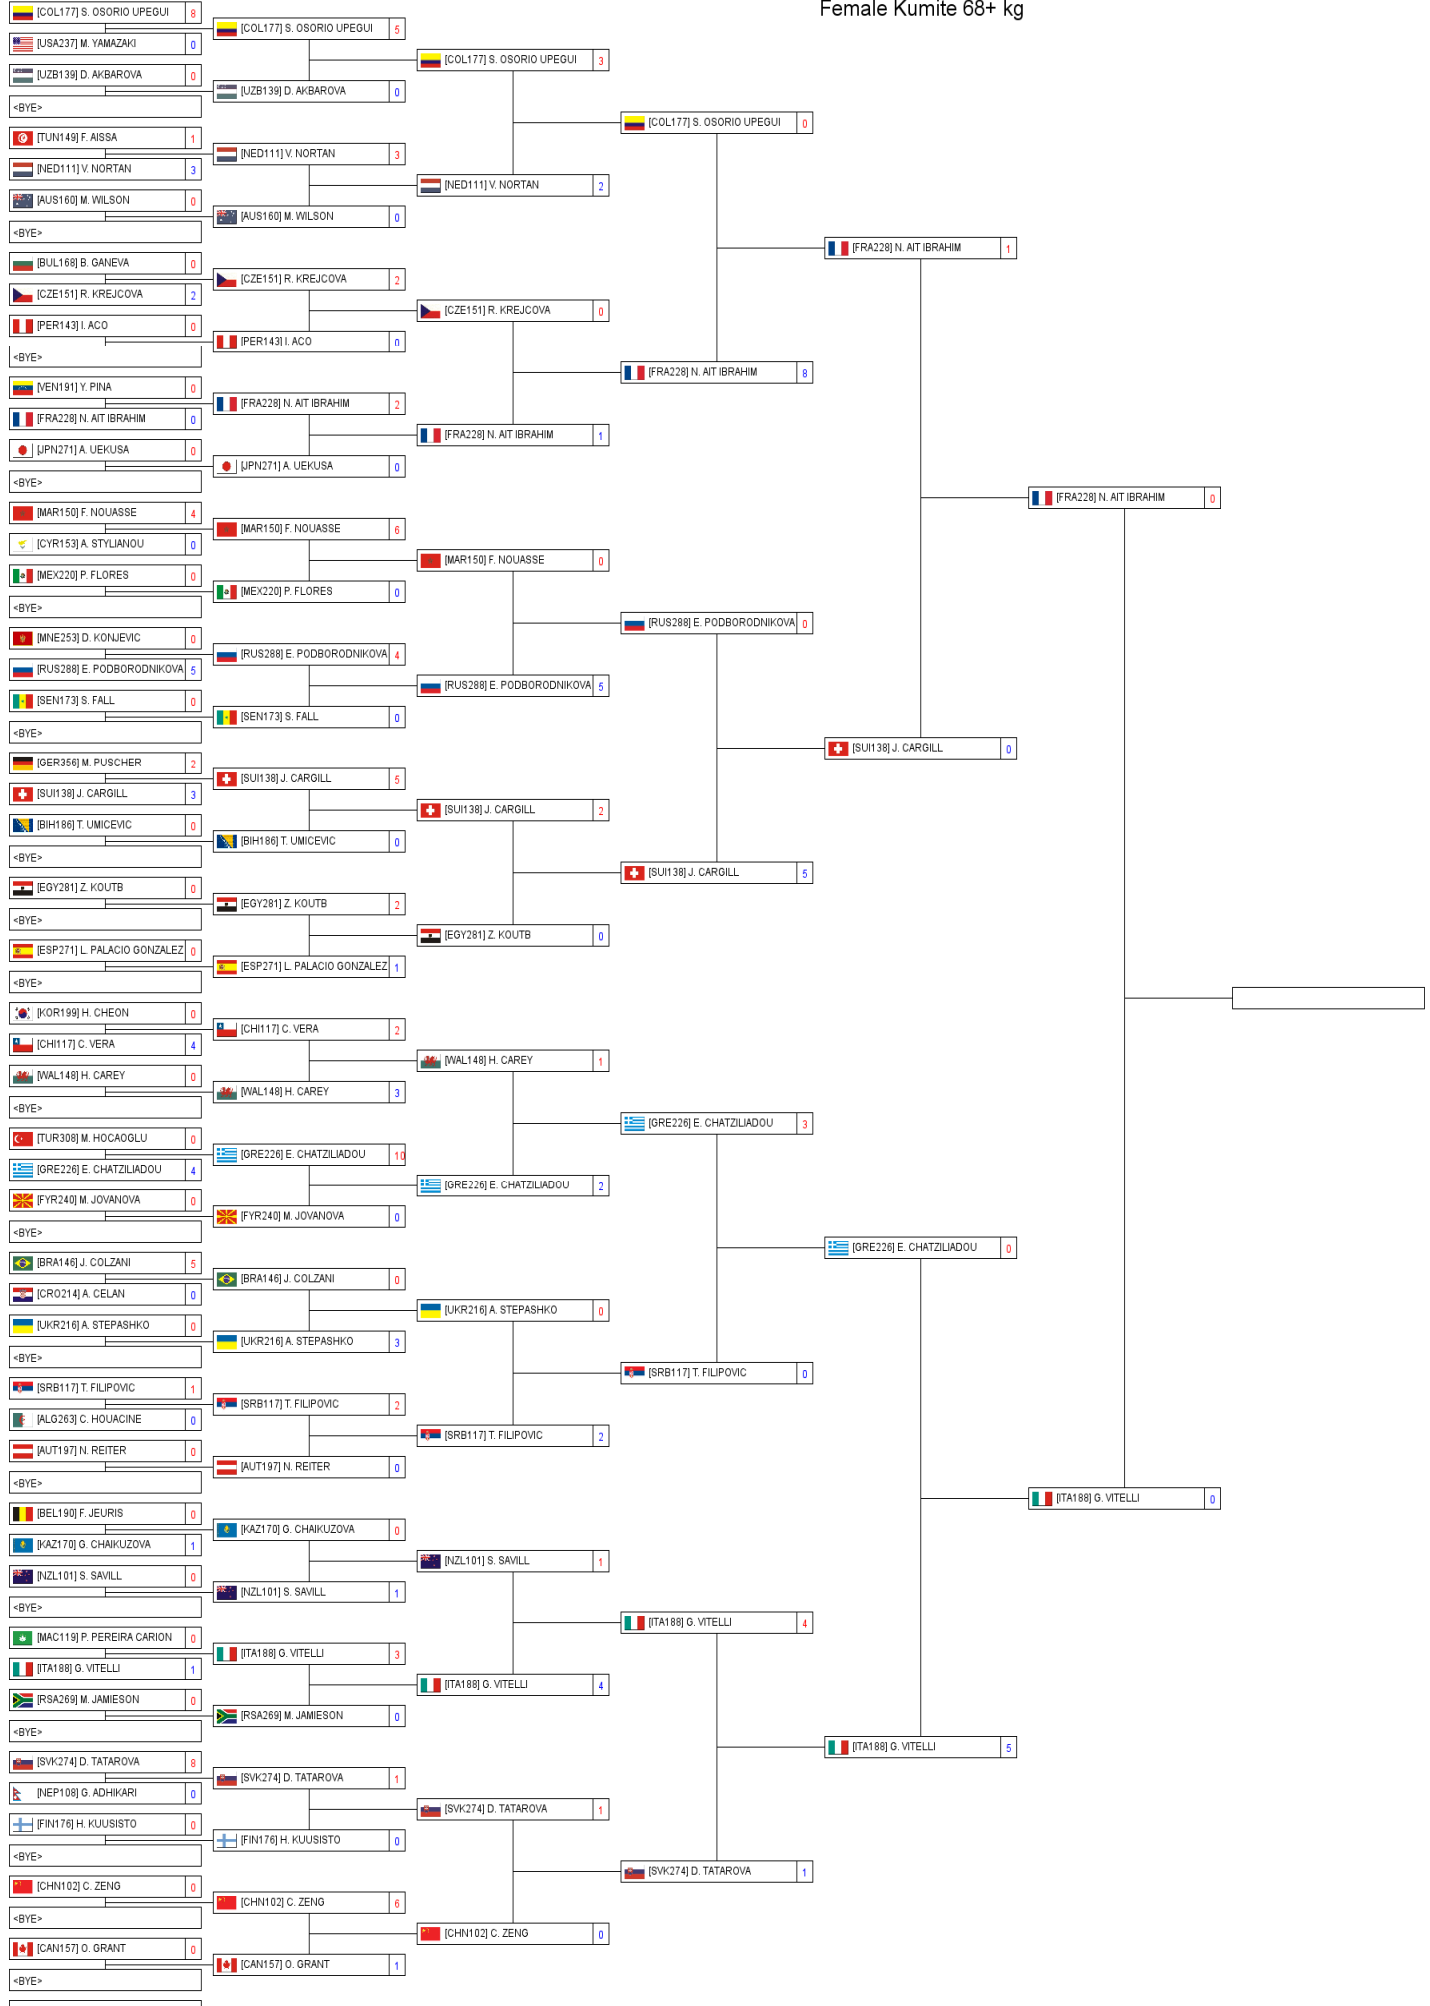 Female Kumite 68+ kg
[COL177] S. OSORIO UPEGUI 8
[USA237] M. YAMAZAKI 0
[UZB139] D. AKBAROVA 0
<BYE>
[TUN149] F. AISSA 1
[NED111] V. NORTAN 3
[AUS160] M. WILSON 0
<BYE>
[BUL168] B. GANEVA 0
[CZE151] R. KREJCOVA 2
[PER143] I. ACO 0
<BYE>
[VEN191] Y. PINA 0
[FRA228] N. AIT IBRAHIM 0
[JPN271] A. UEKUSA 0
<BYE>
[MAR150] F. NOUASSE 4
[CYR153] A. STYLIANOU 0
[MEX220] P. FLORES 0
<BYE>
[MNE253] D. KONJEVIC 0
[RUS288] E. PODBORODNIKOVA 5
[SEN173] S. FALL 0
<BYE>
[GER356] M. PUSCHER 2
[SUI138] J. CARGILL 3
[BIH186] T. UMICEVIC 0
<BYE>
[EGY281] Z. KOUTB 0
<BYE>
[ESP271] L. PALACIO GONZALEZ 0
<BYE>
[KOR199] H. CHEON 0
[CHI117] C. VERA 4
[WAL148] H. CAREY 0
<BYE>
[TUR308] M. HOCAOGLU 0
[GRE226] E. CHATZILIADOU 4
[FYR240] M. JOVANOVA 0
<BYE>
[BRA146] J. COLZANI 5
[CRO214] A. CELAN 0
[UKR216] A. STEPASHKO 0
<BYE>
[SRB117] T. FILIPOVIC 1
[ALG263] C. HOUACINE 0
[AUT197] N. REITER 0
<BYE>
[BEL190] F. JEURIS 0
[KAZ170] G. CHAIKUZOVA 1
[NZL101] S. SAVILL 0
<BYE>
[MAC119] P. PEREIRA CARION 0
[ITA188] G. VITELLI 1
[RSA269] M. JAMIESON 0
<BYE>
[SVK274] D. TATAROVA 8
[NEP108] G. ADHIKARI 0
[FIN176] H. KUUSISTO 0
<BYE>
[CHN102] C. ZENG 0
<BYE>
[CAN157] O. GRANT 0
<BYE>
[COL177] S. OSORIO UPEGUI 5
[UZB139] D. AKBAROVA 0
[NED111] V. NORTAN 3
[AUS160] M. WILSON 0
[CZE151] R. KREJCOVA 2
[PER143] I. ACO 0
[FRA228] N. AIT IBRAHIM 2
[JPN271] A. UEKUSA 0
[MAR150] F. NOUASSE 6
[MEX220] P. FLORES 0
[RUS288] E. PODBORODNIKOVA 4
[SEN173] S. FALL 0
[SUI138] J. CARGILL 5
[BIH186] T. UMICEVIC 0
[EGY281] Z. KOUTB 2
[ESP271] L. PALACIO GONZALEZ 1
[CHI117] C. VERA 2
[WAL148] H. CAREY 3
[GRE226] E. CHATZILIADOU 10
[FYR240] M. JOVANOVA 0
[BRA146] J. COLZANI 0
[UKR216] A. STEPASHKO 3
[SRB117] T. FILIPOVIC 2
[AUT197] N. REITER 0
[KAZ170] G. CHAIKUZOVA 0
[NZL101] S. SAVILL 1
[ITA188] G. VITELLI 3
[RSA269] M. JAMIESON 0
[SVK274] D. TATAROVA 1
[FIN176] H. KUUSISTO 0
[CHN102] C. ZENG 6
[CAN157] O. GRANT 1
[COL177] S. OSORIO UPEGUI 3
[NED111] V. NORTAN 2
[CZE151] R. KREJCOVA 0
[FRA228] N. AIT IBRAHIM 1
[MAR150] F. NOUASSE 0
[RUS288] E. PODBORODNIKOVA 5
[SUI138] J. CARGILL 2
[EGY281] Z. KOUTB 0
[WAL148] H. CAREY 1
[GRE226] E. CHATZILIADOU 2
[UKR216] A. STEPASHKO 0
[SRB117] T. FILIPOVIC 2
[NZL101] S. SAVILL 1
[ITA188] G. VITELLI 4
[SVK274] D. TATAROVA 1
[CHN102] C. ZENG 0
[COL177] S. OSORIO UPEGUI 0
[FRA228] N. AIT IBRAHIM 8
[RUS288] E. PODBORODNIKOVA 0
[SUI138] J. CARGILL 5
[GRE226] E. CHATZILIADOU 3
[SRB117] T. FILIPOVIC 0
[ITA188] G. VITELLI 4
[SVK274] D. TATAROVA 1
[FRA228] N. AIT IBRAHIM 1
[SUI138] J. CARGILL 0
[GRE226] E. CHATZILIADOU 0
[ITA188] G. VITELLI 5
[FRA228] N. AIT IBRAHIM 0
[ITA188] G. VITELLI 0